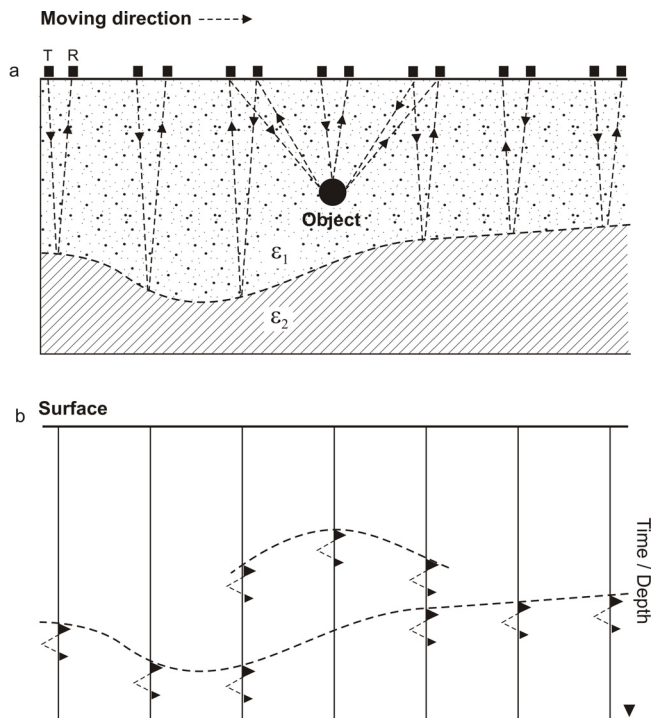 Moving direction
T R
a
Object
ε1
ε2
b Surface
Time / Depth